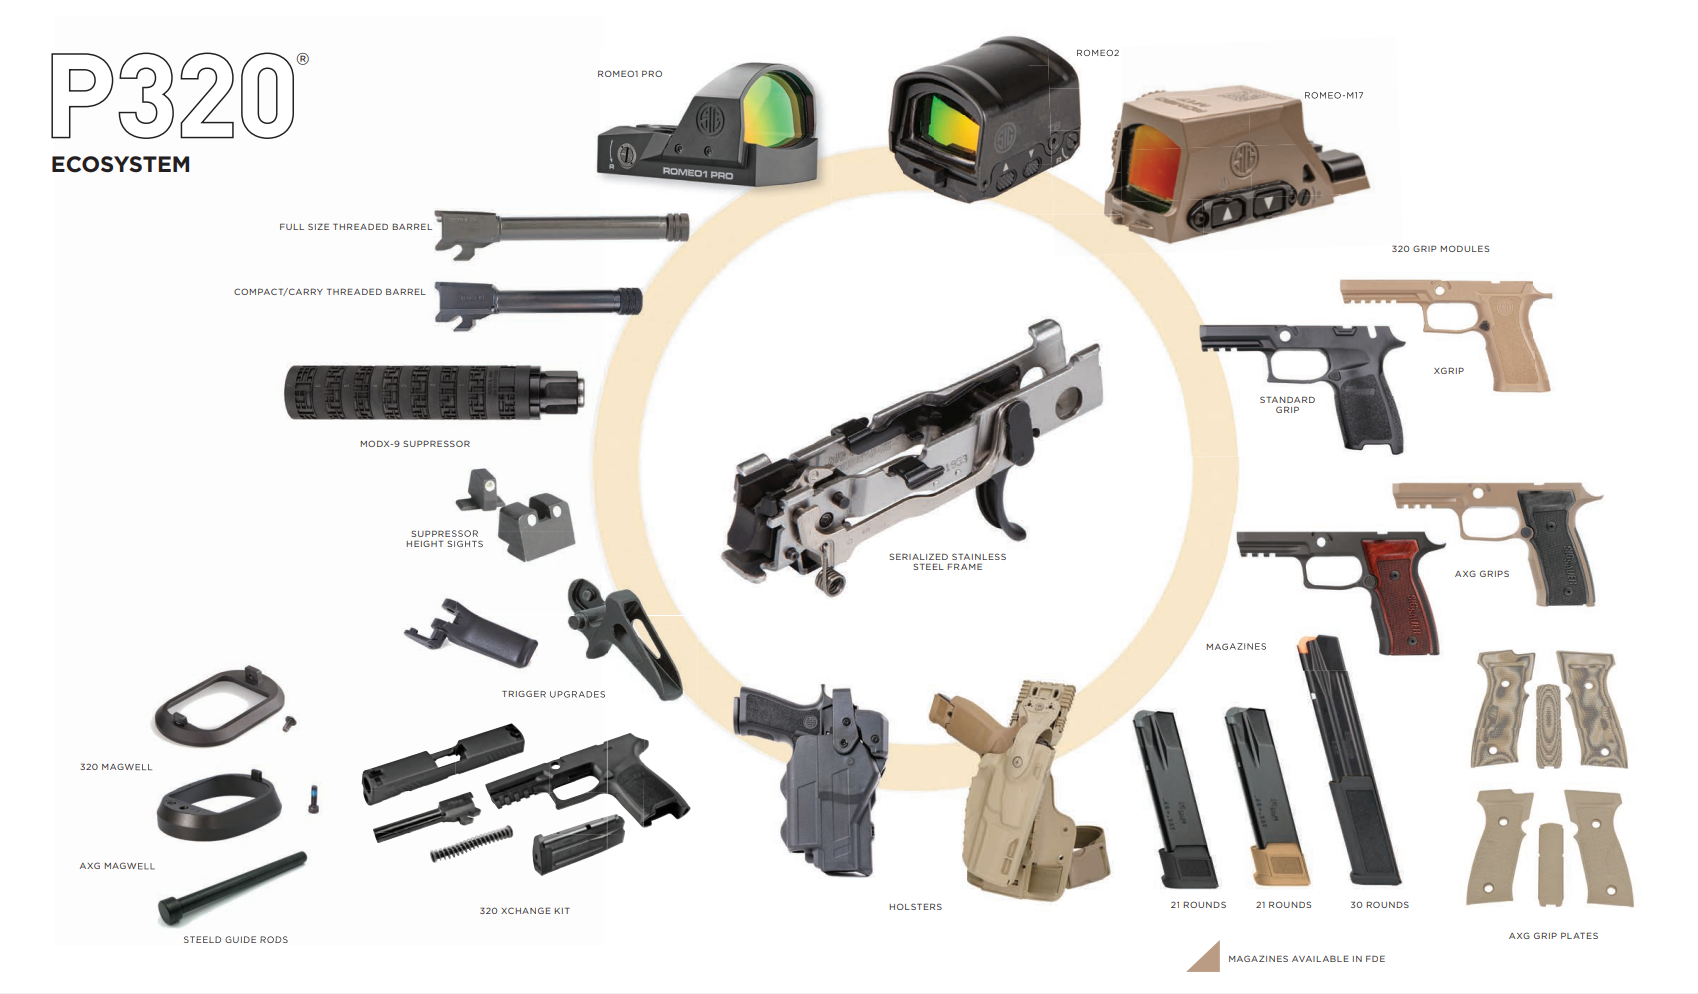 P320®
ECOSYSTEM
ROMEO1 PRO
ROMEO1 PRO
ROMEO2
ROMEO-M17
FULL SIZE THREADED BARREL
COMPACT/CARRY THREADED BARREL
320 GRIP MODULES
XGRIP
STANDARD
GRIP
MODX-9 SUPPRESSOR
SUPPRESSOR
HEIGHT SIGHTS
SERIALIZED STAINLESS
STEEL FRAME
AXG GRIPS
MAGAZINES
TRIGGER UPGRADES
320 MAGWELL
AXG MAGWELL
STEELD GUIDE RODS
320 XCHANGE KIT
HOLSTERS
21 ROUNDS
21 ROUNDS
30 ROUNDS
AXG GRIP PLATES
MAGAZINES AVAILABLE IN FDE
SIG
SIG